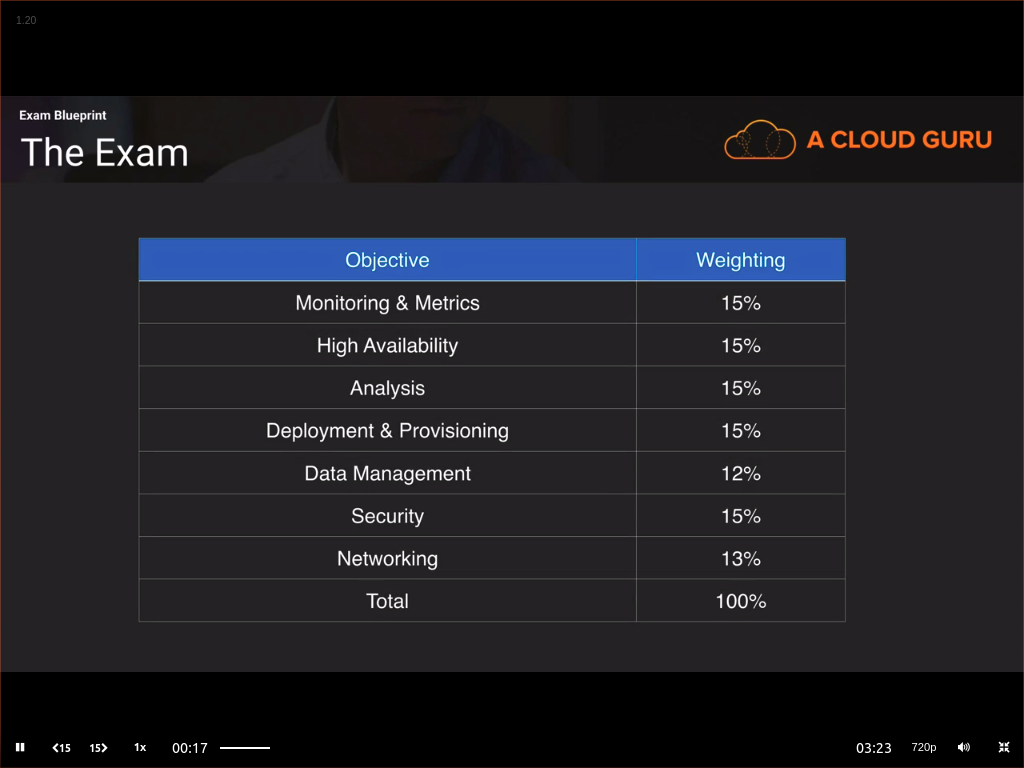 1.20
Exam Blueprint
The Exam
A CLOUD GURU
Objective Weighting
Monitoring & Metrics 15%
High Availability 15%
Analysis 15%
Deployment & Provisioning 15%
Data Management 12%
Security 15%
Networking 13%
Total 100%
15 15 1x 00:17 03:23 720p